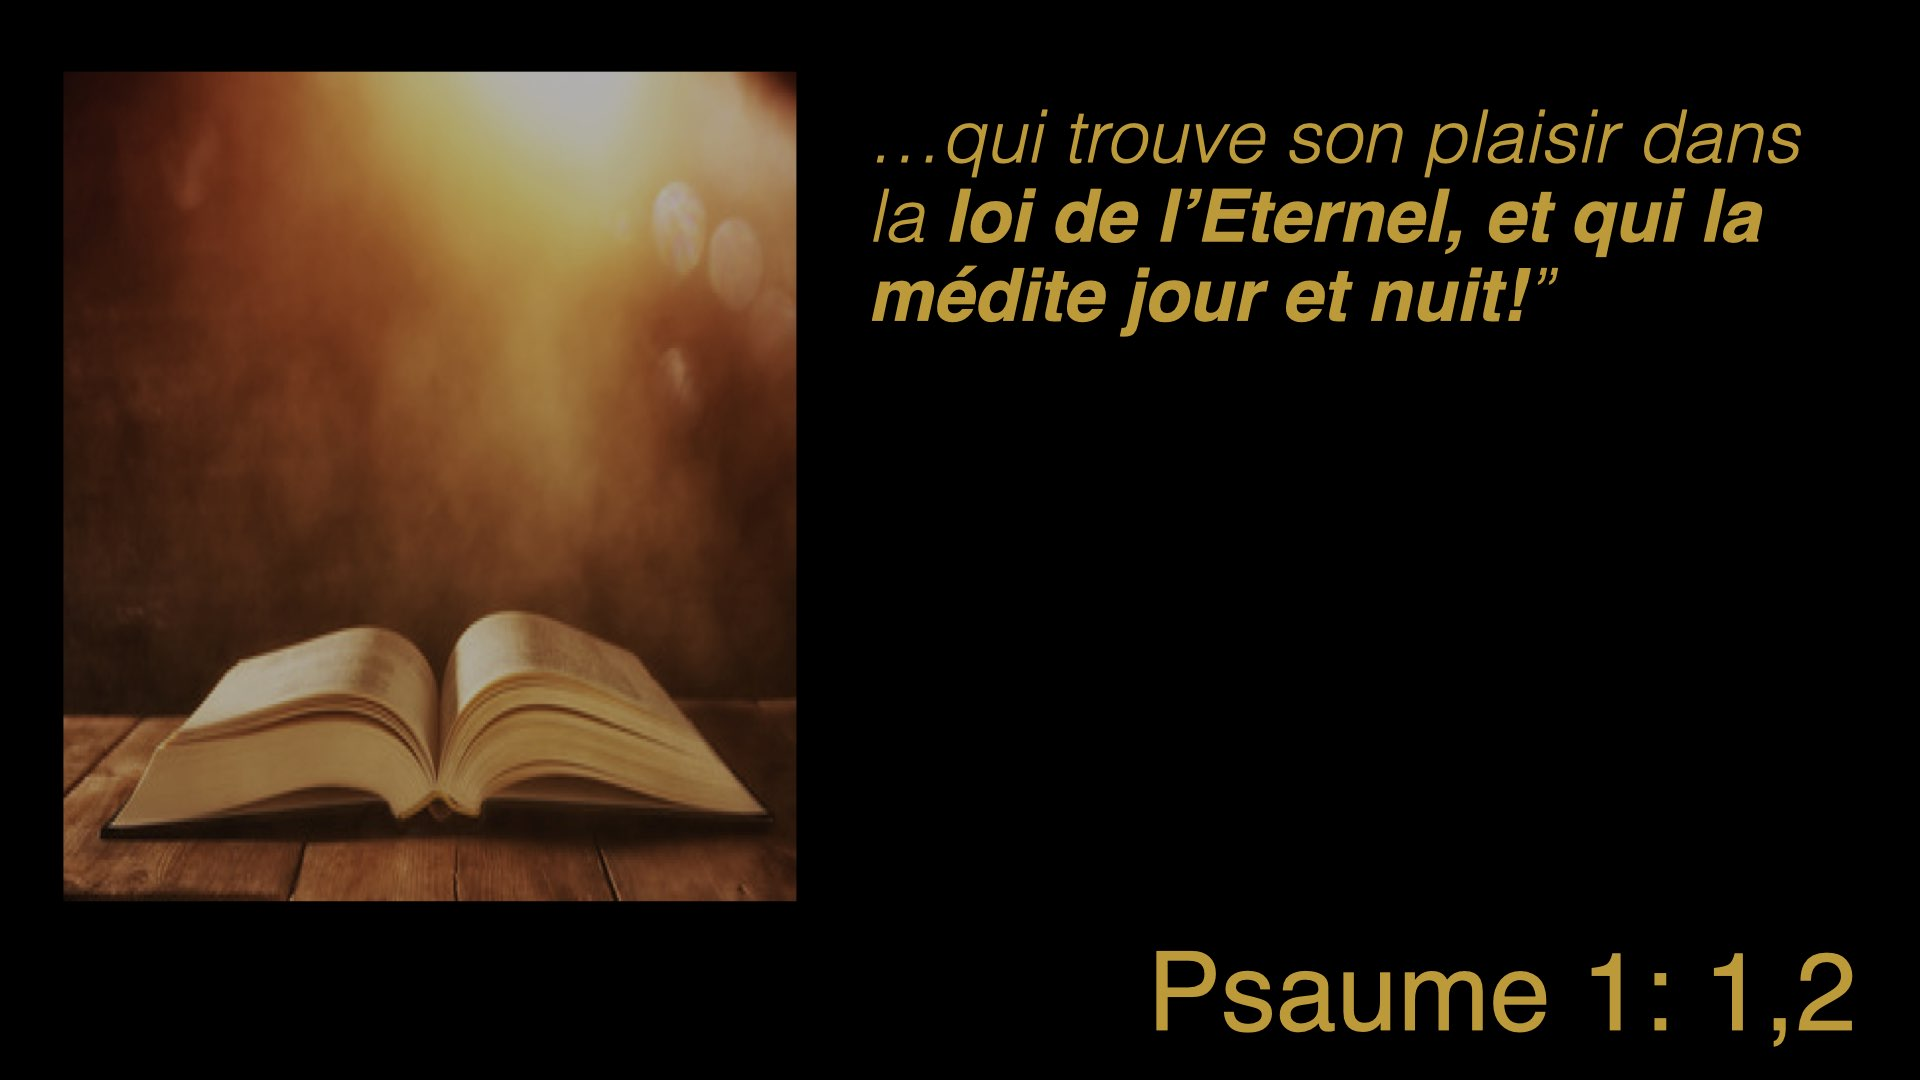 …qui trouve son plaisir dans
la loi de l’Eternel, et qui la
médite jour et nuit!”
Psaume 1: 1,2